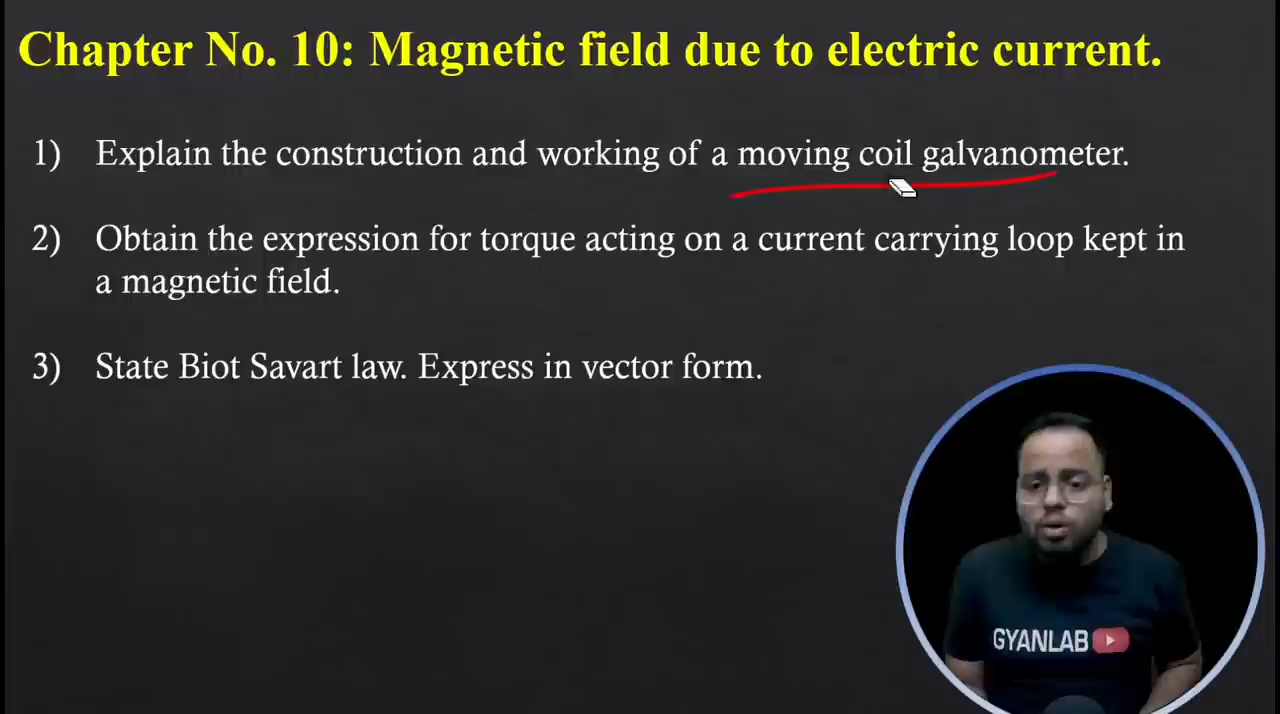 Chapter No. 10: Magnetic field due to electric current.
1) Explain the construction and working of a moving coil galvanometer.
2) Obtain the expression for torque acting on a current carrying loop kept in
a magnetic field.
3) State Biot Savart law. Express in vector form.
GYANLAB